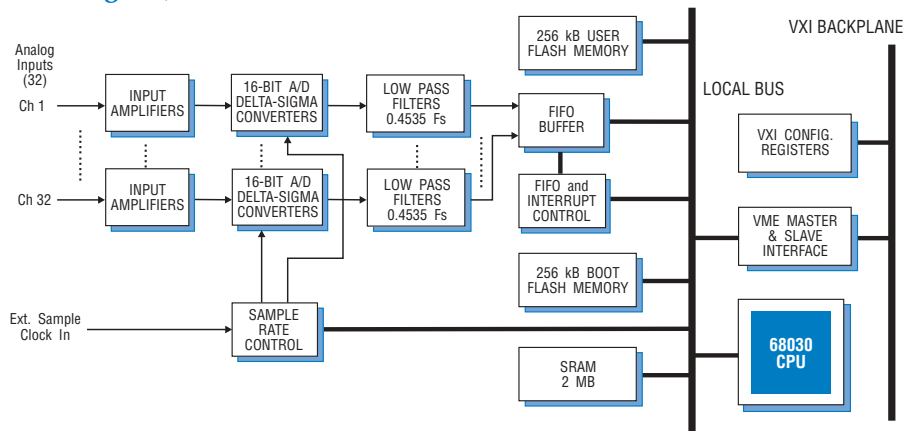 Analog
Inputs
(32)
Ch 1
INPUT
AMPLIFIERS
16-BIT A/D
DELTA-SIGMA
CONVERTERS
LOW PASS
FILTERS
0.4535 Fs
FIFO
BUFFER
256 kB USER
FLASH MEMORY
VXI BACKPLANE
LOCAL BUS
VXI CONFIG.
REGISTERS
Ch 32
INPUT
AMPLIFIERS
16-BIT A/D
DELTA-SIGMA
CONVERTERS
LOW PASS
FILTERS
0.4535 Fs
FIFO and
INTERRUPT
CONTROL
VME MASTER
& SLAVE
INTERFACE
256 kB BOOT
FLASH MEMORY
Ext. Sample
Clock In
SAMPLE
RATE
CONTROL
SRAM
2 MB
68030
CPU